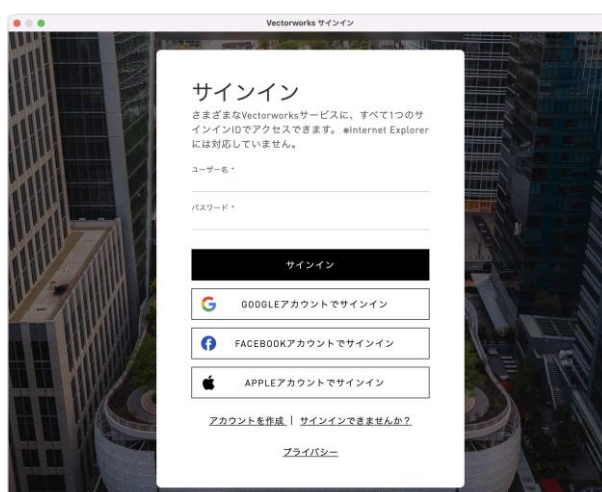 Vectorworks サインイン
サインイン
さまざまなVectorworksサービスに、すべて1つのサ
インインIDでアクセスできます。 ※Internet Explorer
には対応していません。
ユーザー名 *
パスワード *
サインイン
GOOGLEアカウントでサインイン
FACEBOOKアカウントでサインイン
APPLEアカウントでサインイン
アカウントを作成 | サインインできませんか？
プライバシー